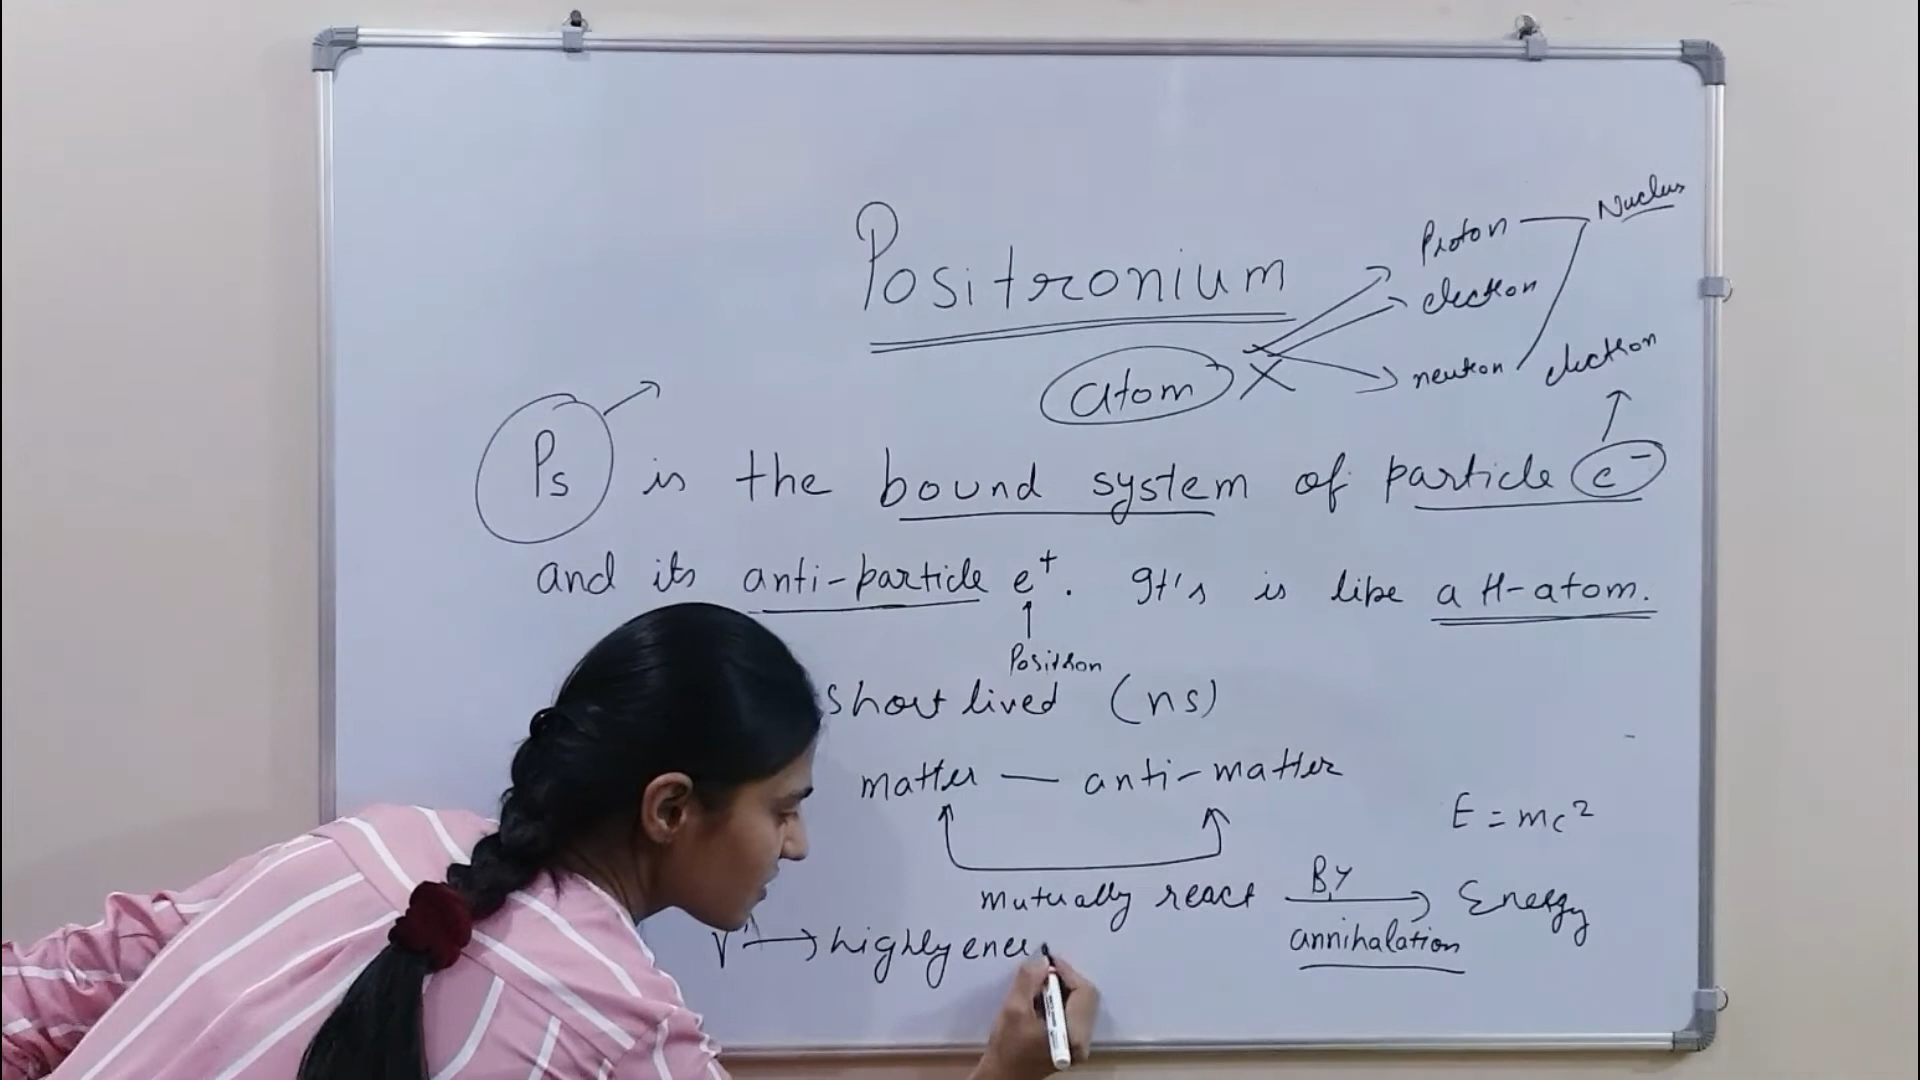 Positronium
Proton
Nucleus
electron
neutron
atom
electron
Ps is the bound system of particle e⁻
and its anti-particle e⁺. It's is like a H-atom.
Positron
short lived (ns)
matter — anti-matter
E = mc²
mutually react By annihalation → Energy
→ highly ener